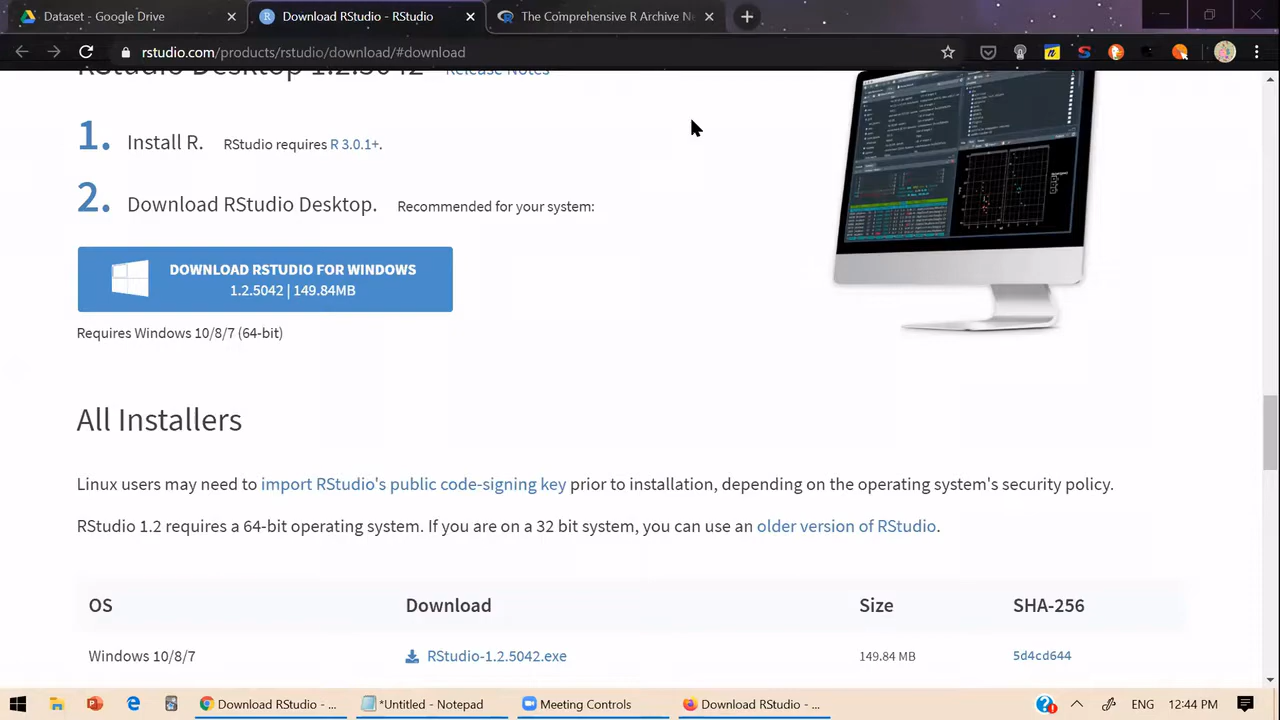 Dataset - Google Drive
Download RStudio - RStudio
The Comprehensive R Archive N
rstudio.com/products/rstudio/download/#download
RStudio Desktop 1.2.5042 - Release Notes
1. Install R. RStudio requires R 3.0.1+.
2. Download RStudio Desktop. Recommended for your system:
DOWNLOAD RSTUDIO FOR WINDOWS
1.2.5042 | 149.84MB
Requires Windows 10/8/7 (64-bit)
All Installers
Linux users may need to import RStudio's public code-signing key prior to installation, depending on the operating system's security policy.
RStudio 1.2 requires a 64-bit operating system. If you are on a 32 bit system, you can use an older version of RStudio.
OS Download Size SHA-256
Windows 10/8/7 RStudio-1.2.5042.exe 149.84 MB 5d4cd644
Download RStudio - ...
*Untitled - Notepad
Meeting Controls
Download RStudio - ...
ENG
12:44 PM